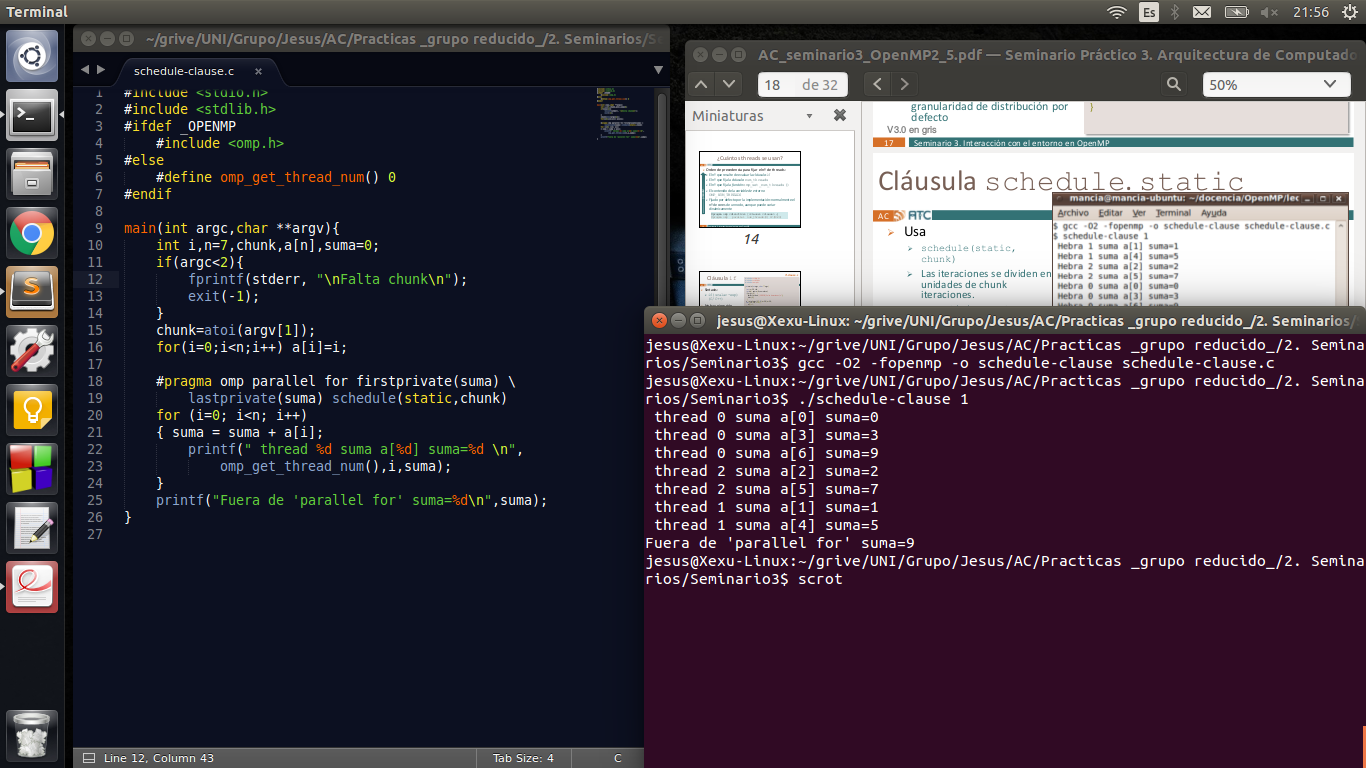 Terminal
Es
21:56
~/grive/UNI/Grupo/Jesus/AC/Practicas _grupo reducido_/2. Seminarios/S
schedule-clause.c
1 #include <stdio.h>
2 #include <stdlib.h>
3 #ifdef _OPENMP
4 #include <omp.h>
5 #else
6 #define omp_get_thread_num() 0
7 #endif
8
9 main(int argc,char **argv){
10 int i,n=7,chunk,a[n],suma=0;
11 if(argc<2){
12 fprintf(stderr, "\nFalta chunk\n");
13 exit(-1);
14 }
15 chunk=atoi(argv[1]);
16 for(i=0;i<n;i++) a[i]=i;
17
18 #pragma omp parallel for firstprivate(suma) \
19 lastprivate(suma) schedule(static,chunk)
20 for (i=0; i<n; i++)
21 { suma = suma + a[i];
22 printf(" thread %d suma a[%d] suma=%d \n",
23 omp_get_thread_num(),i,suma);
24 }
25 printf("Fuera de 'parallel for' suma=%d\n",suma);
26 }
27
Line 12, Column 43
Tab Size: 4
C
AC_seminario3_OpenMP2_5.pdf — Seminario Práctico 3. Arquitectura de Computado
18 de 32
50%
Miniaturas
¿Cuántos threads se usan?
14
granularidad de distribución por
defecto
V3.0 en gris
}
17 Seminario 3. Interacción con el entorno en OpenMP
Cláusula schedule. static
AC ATC
Usa
schedule(static,
chunk)
Las iteraciones se dividen en
unidades de chunk
iteraciones.
mancia@mancia-ubuntu: ~/docencia/OpenMP/lec
Archivo Editar Ver Terminal Ayuda
$ gcc -O2 -fopenmp -o schedule-clause schedule-clause.c
$ schedule-clause 1
Hebra 1 suma a[1] suma=1
Hebra 1 suma a[4] suma=5
Hebra 2 suma a[2] suma=2
Hebra 2 suma a[5] suma=7
Hebra 0 suma a[0] suma=0
Hebra 0 suma a[3] suma=3
jesus@Xexu-Linux: ~/grive/UNI/Grupo/Jesus/AC/Practicas _grupo reducido_/2. Seminarios/
jesus@Xexu-Linux:~/grive/UNI/Grupo/Jesus/AC/Practicas _grupo reducido_/2. Semina
rios/Seminario3$ gcc -O2 -fopenmp -o schedule-clause schedule-clause.c
jesus@Xexu-Linux:~/grive/UNI/Grupo/Jesus/AC/Practicas _grupo reducido_/2. Semina
rios/Seminario3$ ./schedule-clause 1
thread 0 suma a[0] suma=0
thread 0 suma a[3] suma=3
thread 0 suma a[6] suma=9
thread 2 suma a[2] suma=2
thread 2 suma a[5] suma=7
thread 1 suma a[1] suma=1
thread 1 suma a[4] suma=5
Fuera de 'parallel for' suma=9
jesus@Xexu-Linux:~/grive/UNI/Grupo/Jesus/AC/Practicas _grupo reducido_/2. Semina
rios/Seminario3$ scrot